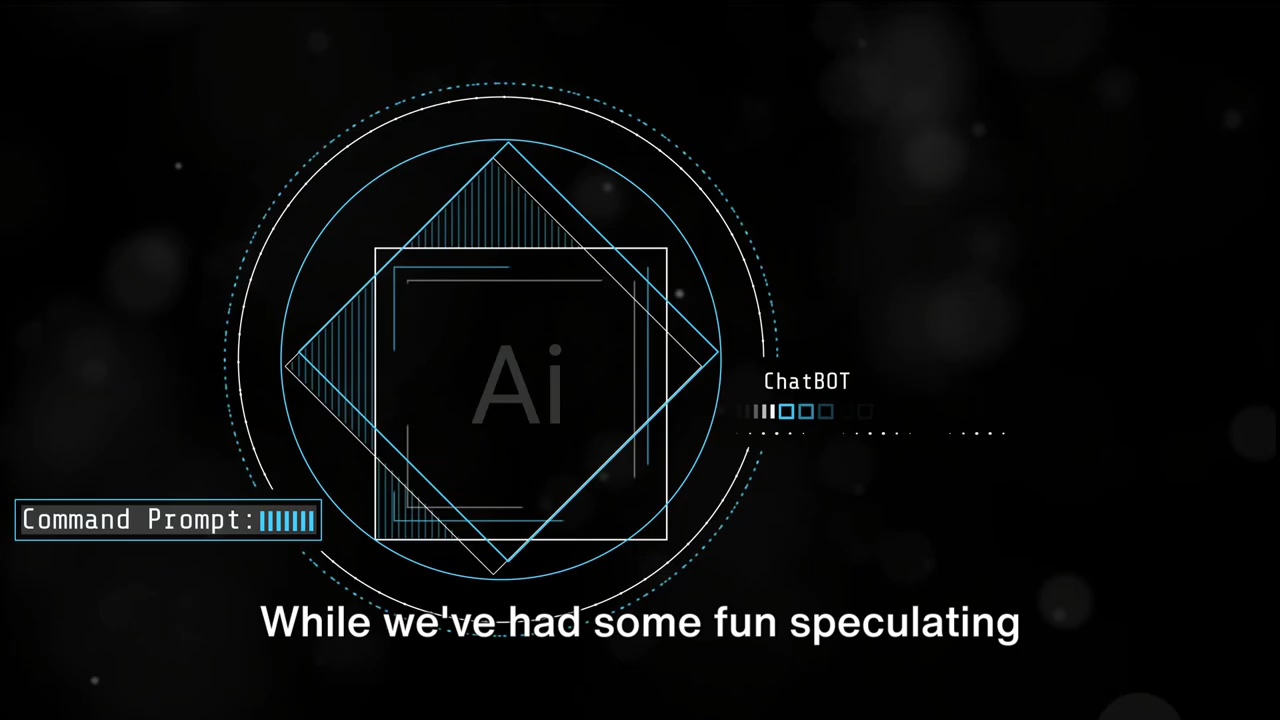 Ai
ChatBOT
Command Prompt:
While we've had some fun speculating